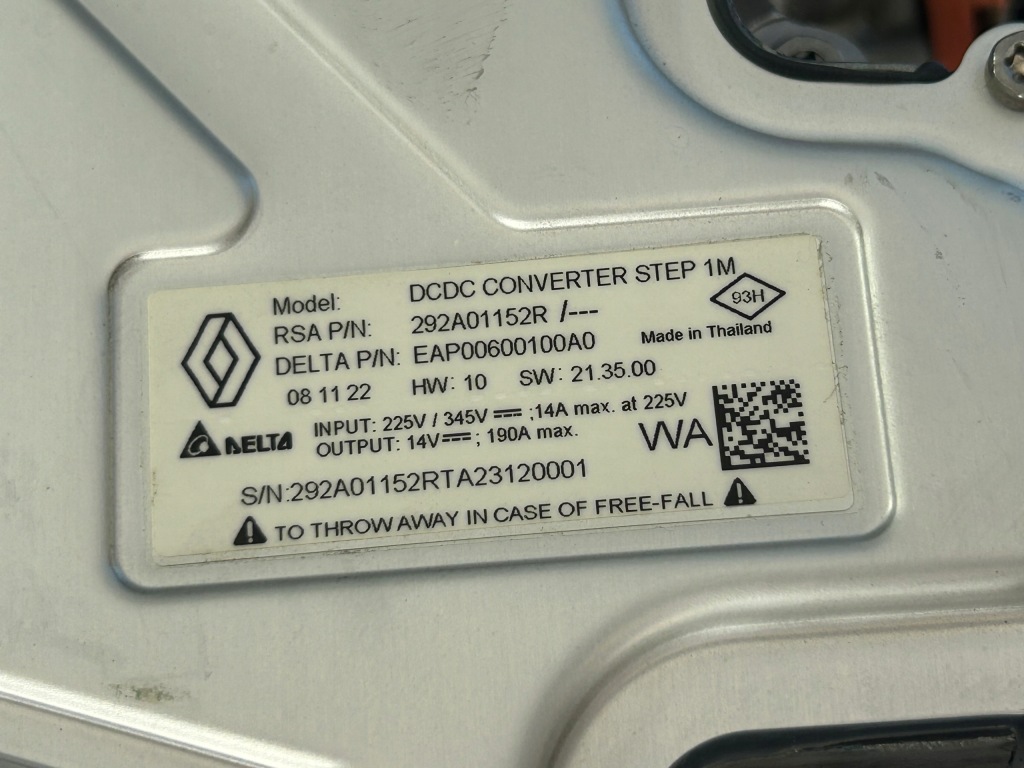 Model: DCDC CONVERTER STEP 1M
RSA P/N: 292A01152R /---
93H
DELTA P/N: EAP00600100A0
Made in Thailand
08 11 22 HW: 10 SW: 21.35.00
DELTA
INPUT: 225V / 345V ⎓ ;14A max. at 225V
OUTPUT: 14V⎓ ; 190A max.
WA
S/N:292A01152RTA23120001
⚠ TO THROW AWAY IN CASE OF FREE-FALL ⚠